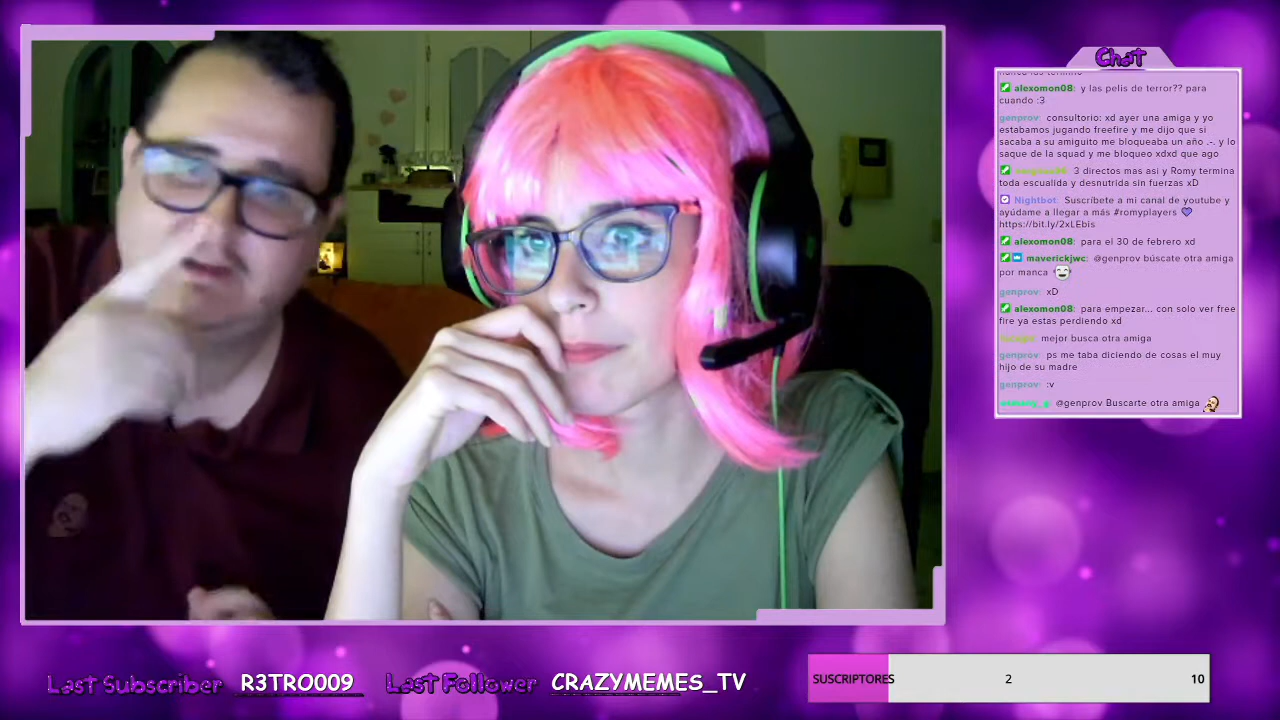 Chat
alexomon08: y las pelis de terror?? para
cuando :3
genprov: consultorio: xd ayer una amiga y yo
estabamos jugando freefire y me dijo que si
sacaba a su amiguito me bloqueaba un año .-. y lo
saque de la squad y me bloqueo xdxd que ago
3 directos mas asi y Romy termina
toda escualida y desnutrida sin fuerzas xD
Nightbot: Suscríbete a mi canal de youtube y
ayúdame a llegar a más #romyplayers
https://bit.ly/2xLEbis
alexomon08: para el 30 de febrero xd
maverickjwc: @genprov búscate otra amiga
por manca
genprov: xD
alexomon08: para empezar... con solo ver free
fire ya estas perdiendo xd
mejor busca otra amiga
genprov: ps me taba diciendo de cosas el muy
hijo de su madre
genprov: :v
@genprov Buscarte otra amiga
Last Subscriber R3TRO009 Last Follower CRAZYMEMES_TV
SUSCRIPTORES 2 10